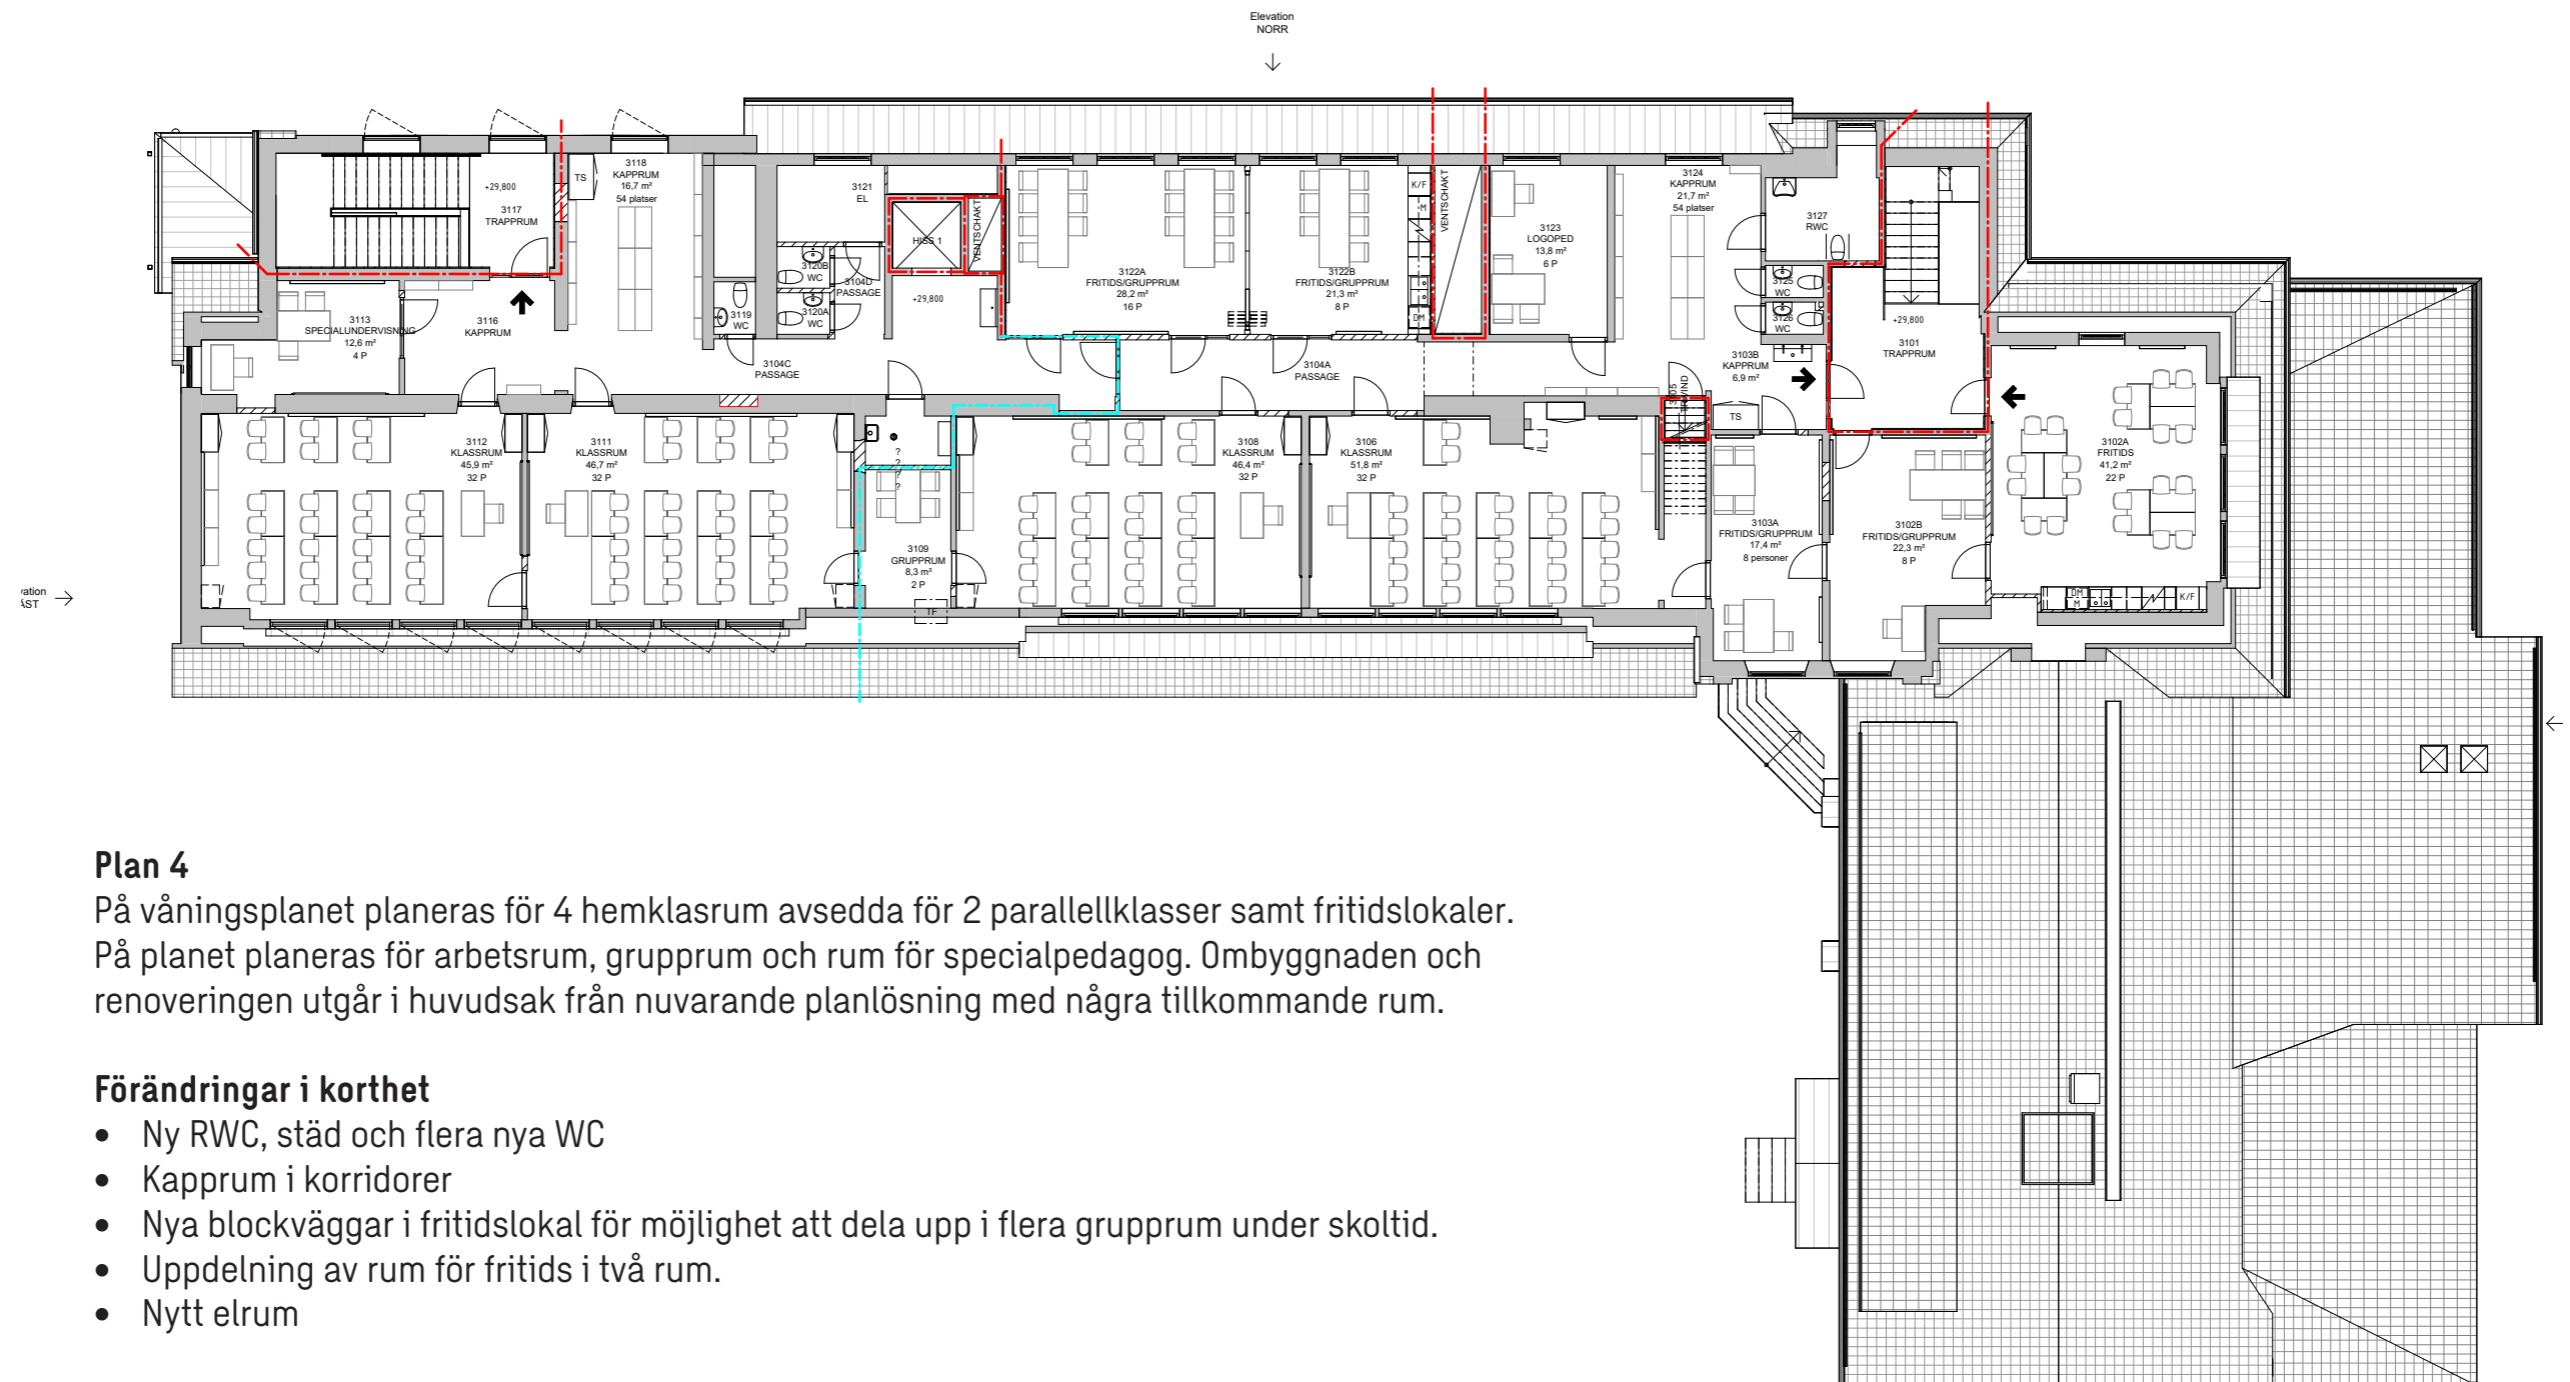 Elevation
NORR
3118
KAPPRUM
16,7 m²
54 platser
TS
+29,800
3117
TRAPPRUM
3121
EL
HISS 1
VENTSCHAKT
3120B
WC
3104D
PASSAGE
3120A
WC
3119
WC
+29,800
3122A
FRITIDS/GRUPPRUM
28,2 m²
16 P
3122B
FRITIDS/GRUPPRUM
21,3 m²
8 P
K/F
M
DM
VENTSCHAKT
3123
LOGOPED
13,8 m²
6 P
3124
KAPPRUM
21,7 m²
54 platser
3127
RWC
3125
WC
3126
WC
+29,800
3101
TRAPPRUM
3113
SPECIALUNDERVISNING
12,6 m²
4 P
3116
KAPPRUM
3104C
PASSAGE
3104A
PASSAGE
3103B
KAPPRUM
6,9 m²
3105
TS
3112
KLASSRUM
45,9 m²
32 P
3111
KLASSRUM
46,7 m²
32 P
?
?
?
?
3109
GRUPPRUM
8,3 m²
2 P
TF
3108
KLASSRUM
46,4 m²
32 P
3106
KLASSRUM
51,8 m²
32 P
3103A
FRITIDS/GRUPPRUM
17,4 m²
8 personer
3102B
FRITIDS/GRUPPRUM
22,3 m²
8 P
3102A
FRITIDS
41,2 m²
22 P
DM
M
K/F
vation
ÄST
Plan 4
På våningsplanet planeras för 4 hemklasrum avsedda för 2 parallellklasser samt fritidslokaler.
På planet planeras för arbetsrum, grupprum och rum för specialpedagog. Ombyggnaden och
renoveringen utgår i huvudsak från nuvarande planlösning med några tillkommande rum.
Förändringar i korthet
• Ny RWC, städ och flera nya WC
• Kapprum i korridorer
• Nya blockväggar i fritidslokal för möjlighet att dela upp i flera grupprum under skoltid.
• Uppdelning av rum för fritids i två rum.
• Nytt elrum